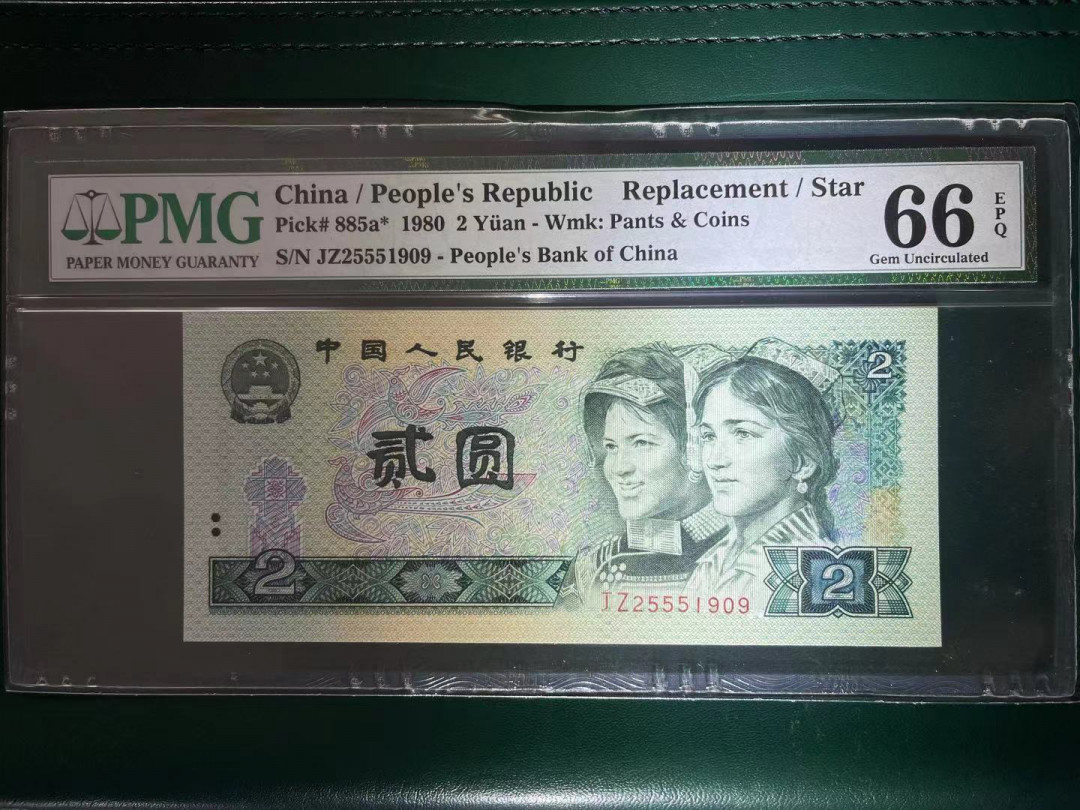 PMG
PAPER MONEY GUARANTY
China / People's Republic Replacement / Star
Pick# 885a* 1980 2 Yüan - Wmk: Pants & Coins
S/N JZ25551909 - People's Bank of China
66 EPQ
Gem Uncirculated
中国人民银行
2
贰圆
2
JZ25551909
2